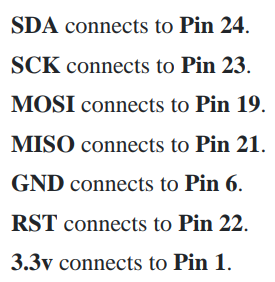 SDA connects to Pin 24.
SCK connects to Pin 23.
MOSI connects to Pin 19.
MISO connects to Pin 21.
GND connects to Pin 6.
RST connects to Pin 22.
3.3v connects to Pin 1.